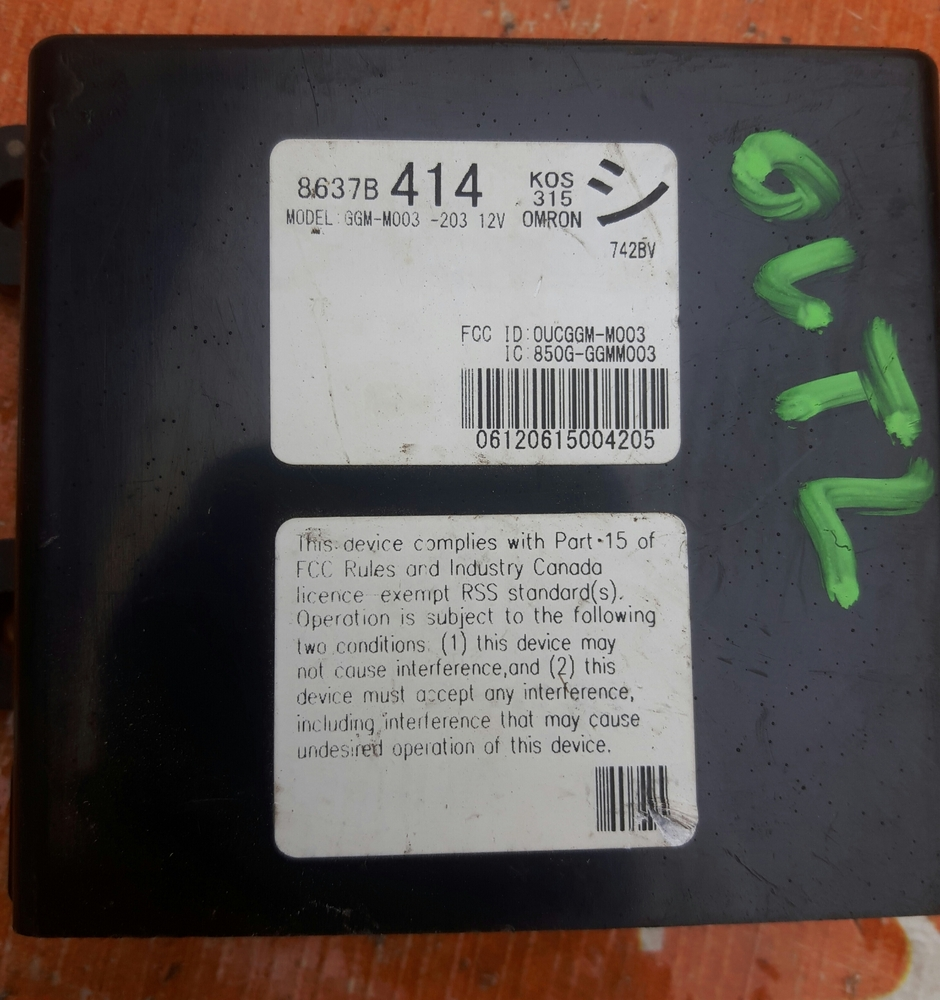 8637B 414 KOS シ
315
MODEL:GGM-M003 -203 12V OMRON
742BV
FCC ID:OUCGGM-M003
IC:850G-GGMM003
06120615004205
This device complies with Part 15 of
FCC Rules and Industry Canada
licence exempt RSS standard(s).
Operation is subject to the following
two conditions: (1) this device may
not cause interference,and (2) this
device must accept any interference,
including interference that may cause
undesired operation of this device.
OUTL